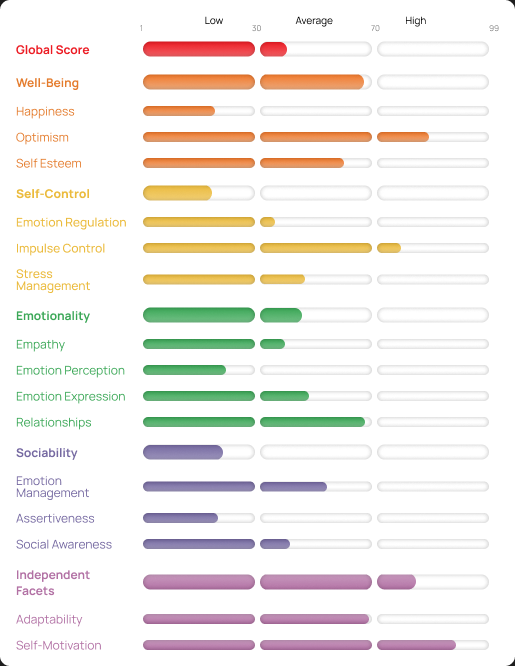 Low Average High
1 30 70 99
Global Score
Well-Being
Happiness
Optimism
Self Esteem
Self-Control
Emotion Regulation
Impulse Control
Stress
Management
Emotionality
Empathy
Emotion Perception
Emotion Expression
Relationships
Sociability
Emotion
Management
Assertiveness
Social Awareness
Independent
Facets
Adaptability
Self-Motivation